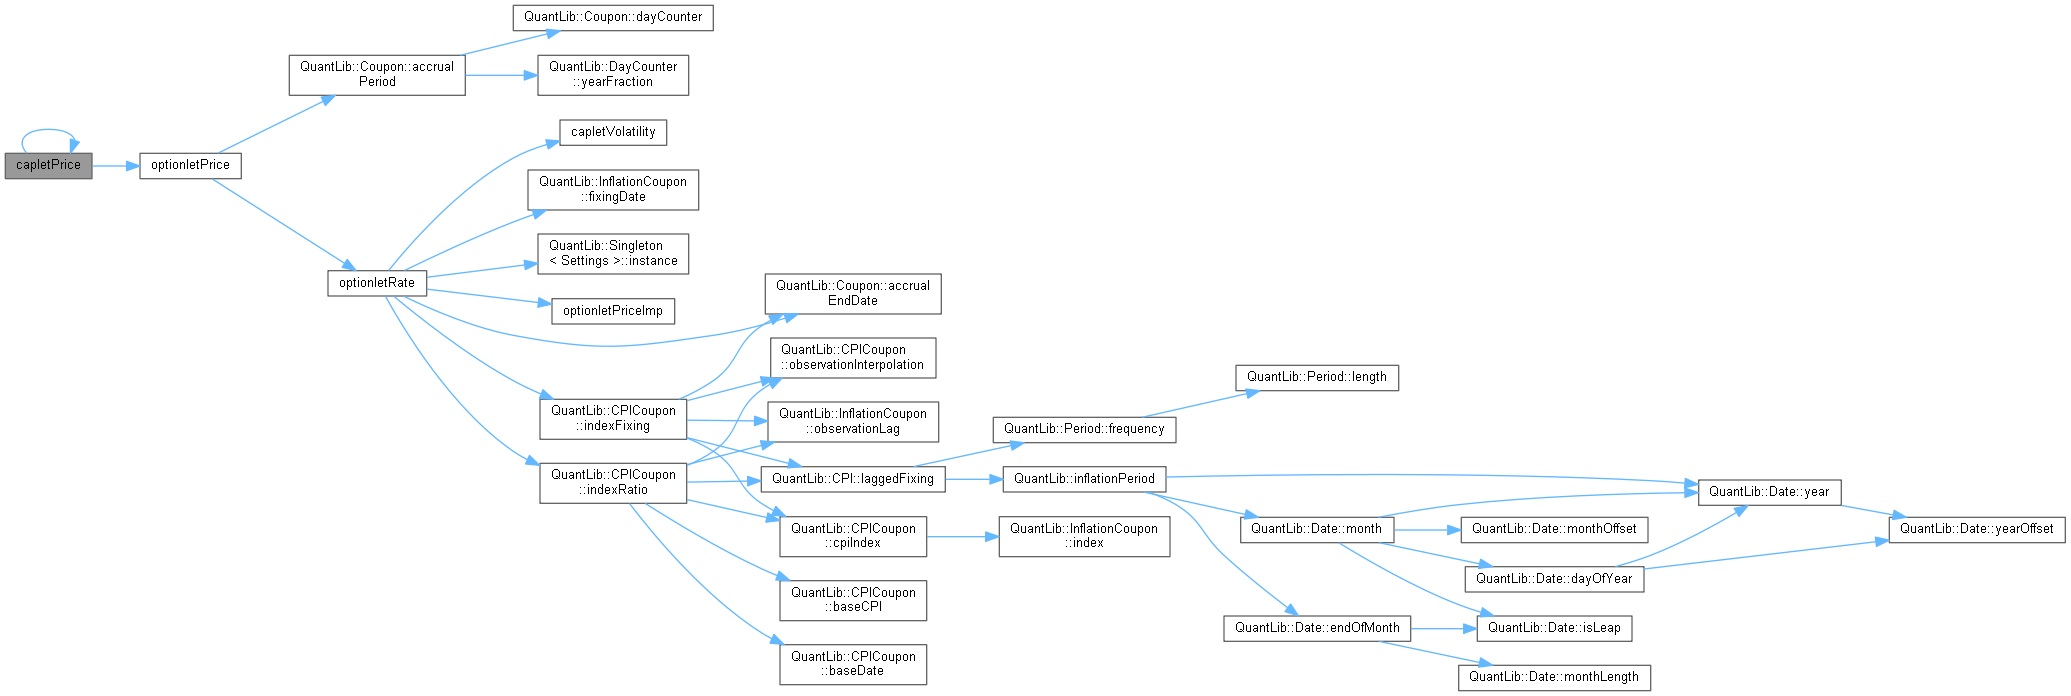 QuantLib::Coupon::dayCounter
QuantLib::Coupon::accrual
Period
QuantLib::DayCounter
::yearFraction
capletVolatility
capletPrice
optionletPrice
QuantLib::InflationCoupon
::fixingDate
QuantLib::Singleton
< Settings >::instance
optionletRate
QuantLib::Coupon::accrual
EndDate
optionletPriceImp
QuantLib::CPICoupon
::observationInterpolation
QuantLib::Period::length
QuantLib::CPICoupon
::indexFixing
QuantLib::InflationCoupon
::observationLag
QuantLib::Period::frequency
QuantLib::CPICoupon
::indexRatio
QuantLib::CPI::laggedFixing
QuantLib::inflationPeriod
QuantLib::Date::year
QuantLib::CPICoupon
::cpiIndex
QuantLib::InflationCoupon
::index
QuantLib::Date::month
QuantLib::Date::monthOffset
QuantLib::Date::yearOffset
QuantLib::Date::dayOfYear
QuantLib::CPICoupon
::baseCPI
QuantLib::Date::endOfMonth
QuantLib::Date::isLeap
QuantLib::CPICoupon
::baseDate
QuantLib::Date::monthLength